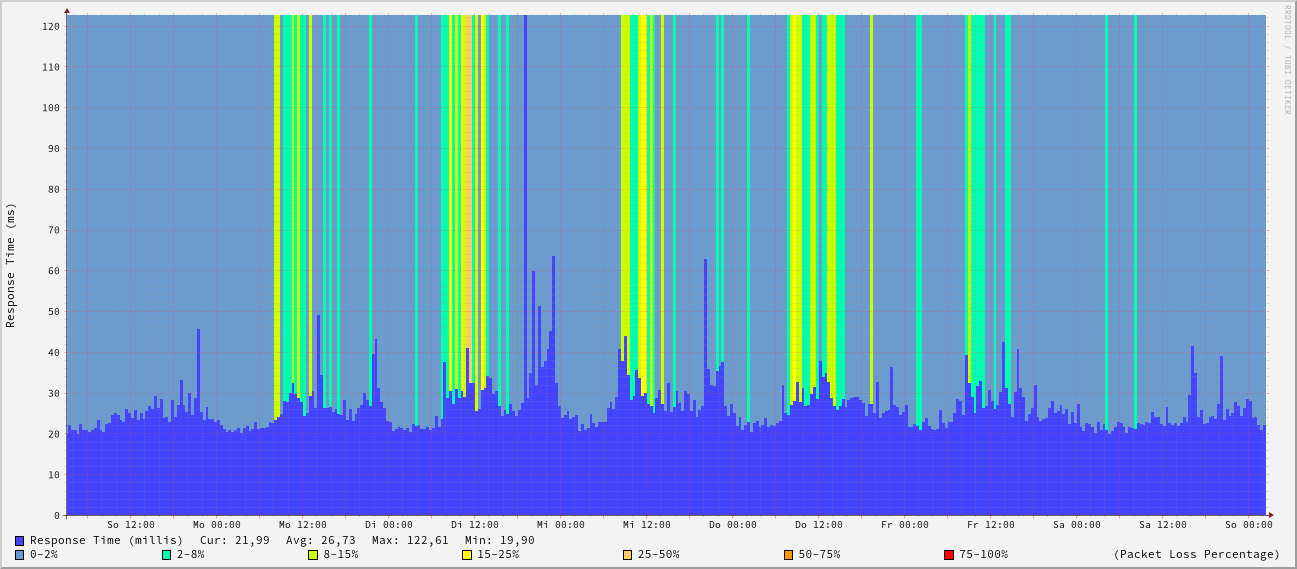 RRDTOOL / TOBI OETIKER
Response Time (ms)
120
110
100
90
80
70
60
50
40
30
20
10
0
So 12:00 Mo 00:00 Mo 12:00 Di 00:00 Di 12:00 Mi 00:00 Mi 12:00 Do 00:00 Do 12:00 Fr 00:00 Fr 12:00 Sa 00:00 Sa 12:00 So 00:00
Response Time (millis) Cur: 21,99 Avg: 26,73 Max: 122,61 Min: 19,90
0-2% 2-8% 8-15% 15-25% 25-50% 50-75% 75-100% (Packet Loss Percentage)